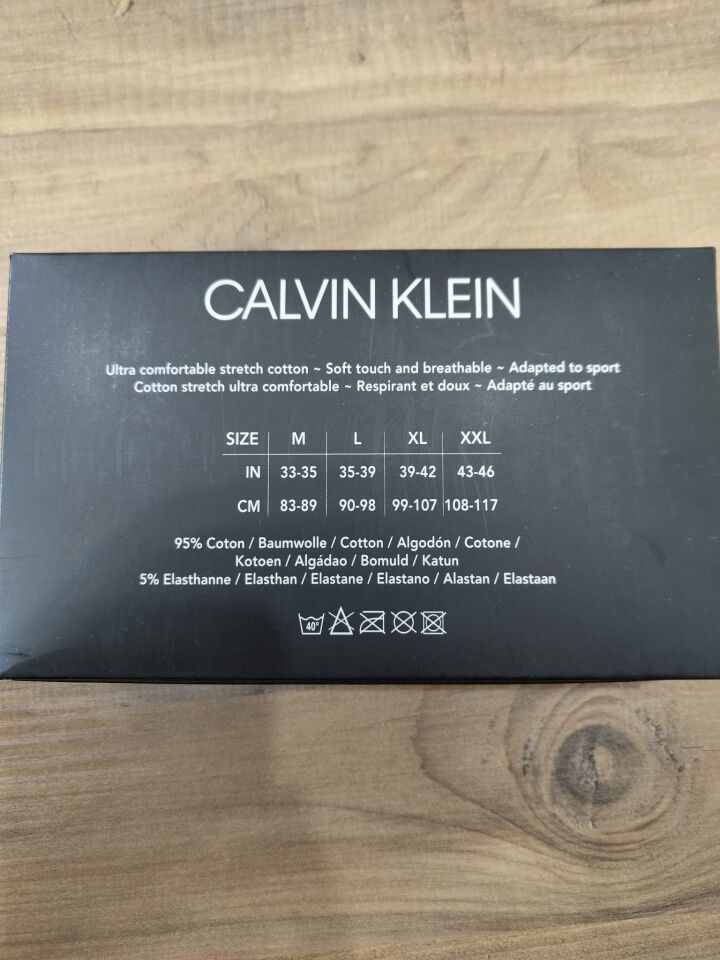 CALVIN KLEIN
Ultra comfortable stretch cotton ~ Soft touch and breathable ~ Adapted to sport
Cotton stretch ultra comfortable ~ Respirant et doux ~ Adapté au sport
SIZE M L XL XXL
IN 33-35 35-39 39-42 43-46
CM 83-89 90-98 99-107 108-117
95% Coton / Baumwolle / Cotton / Algodón / Cotone /
Kotoen / Algádao / Bomuld / Katun
5% Elasthanne / Elasthan / Elastane / Elastano / Alastan / Elastaan
40°